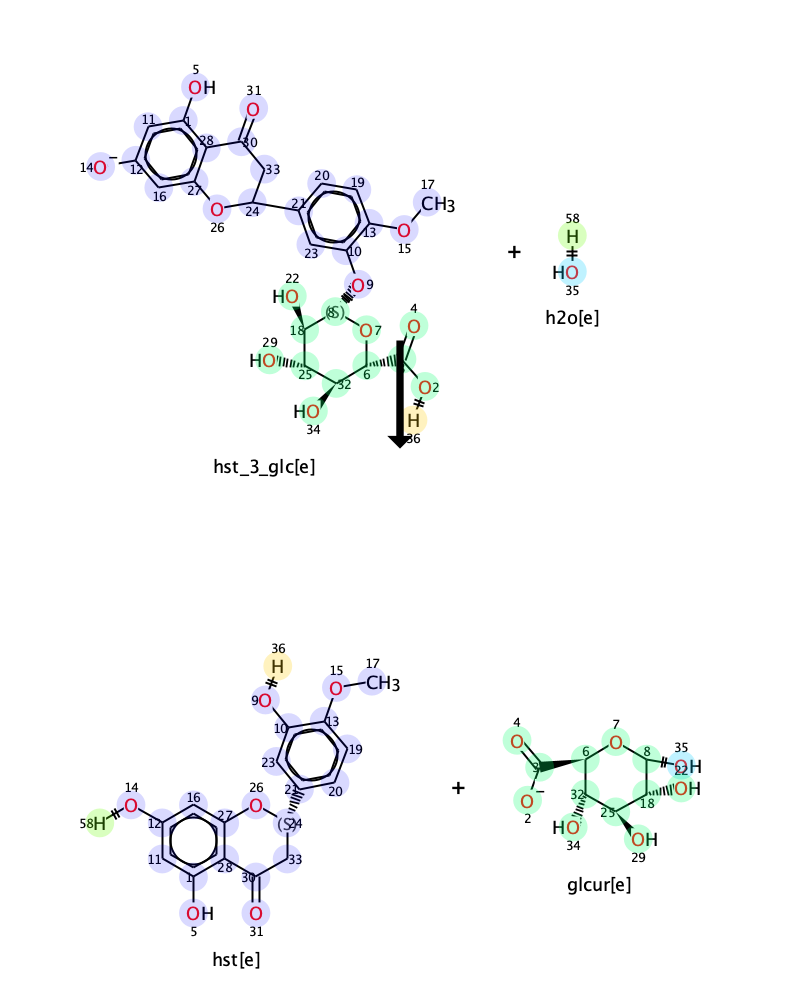 5
OH
31
O
11
1
28
30
14 O −
12
33
16
27
20
19
17
CH3
O
26
24
21
23
13
10
O
15
22
HO
O 9
(S)
4
O
18
O 7
29
HO
25
6
32
O 2
HO
34
H
36
hst_3_glc[e]
+
58
H
HO
35
h2o[e]
36
H
15
O
17
CH3
9 O
10
13
23
19
14
O
16
26
O
21
20
58 H
12
27
(S)
24
11
28
33
1
30
OH
5
O
31
hst[e]
+
4
O
7
O
3
6
8
35
OH
22
OH
O −
2
32
18
25
HO
34
OH
29
glcur[e]